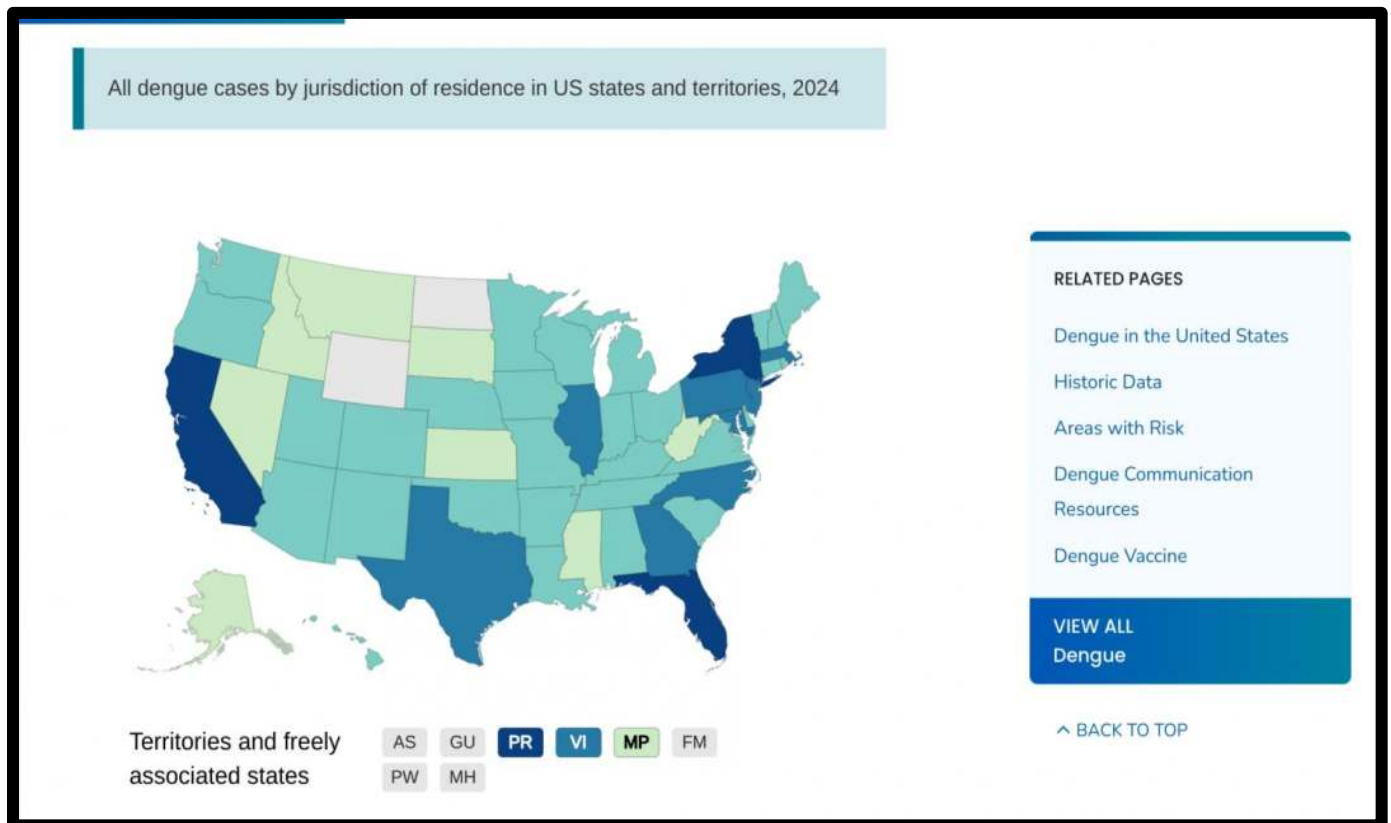 All dengue cases by jurisdiction of residence in US states and territories, 2024
RELATED PAGES
Dengue in the United States
Historic Data
Areas with Risk
Dengue Communication
Resources
Dengue Vaccine
VIEW ALL
Dengue
BACK TO TOP
Territories and freely
associated states
AS GU PR VI MP FM
PW MH